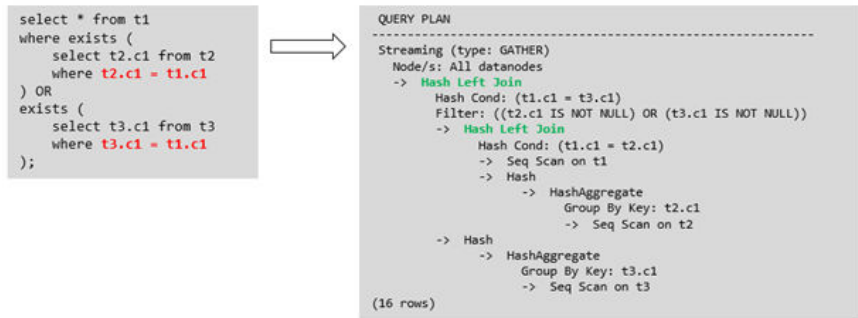 select * from t1
where exists (
    select t2.c1 from t2
    where t2.c1 = t1.c1
) OR
exists (
    select t3.c1 from t3
    where t3.c1 = t1.c1
);
QUERY PLAN
------------------------------------------------------------
Streaming (type: GATHER)
  Node/s: All datanodes
  -> Hash Left Join
        Hash Cond: (t1.c1 = t3.c1)
        Filter: ((t2.c1 IS NOT NULL) OR (t3.c1 IS NOT NULL))
        -> Hash Left Join
              Hash Cond: (t1.c1 = t2.c1)
              -> Seq Scan on t1
              -> Hash
                    -> HashAggregate
                          Group By Key: t2.c1
                          -> Seq Scan on t2
        -> Hash
              -> HashAggregate
                    Group By Key: t3.c1
                    -> Seq Scan on t3
(16 rows)